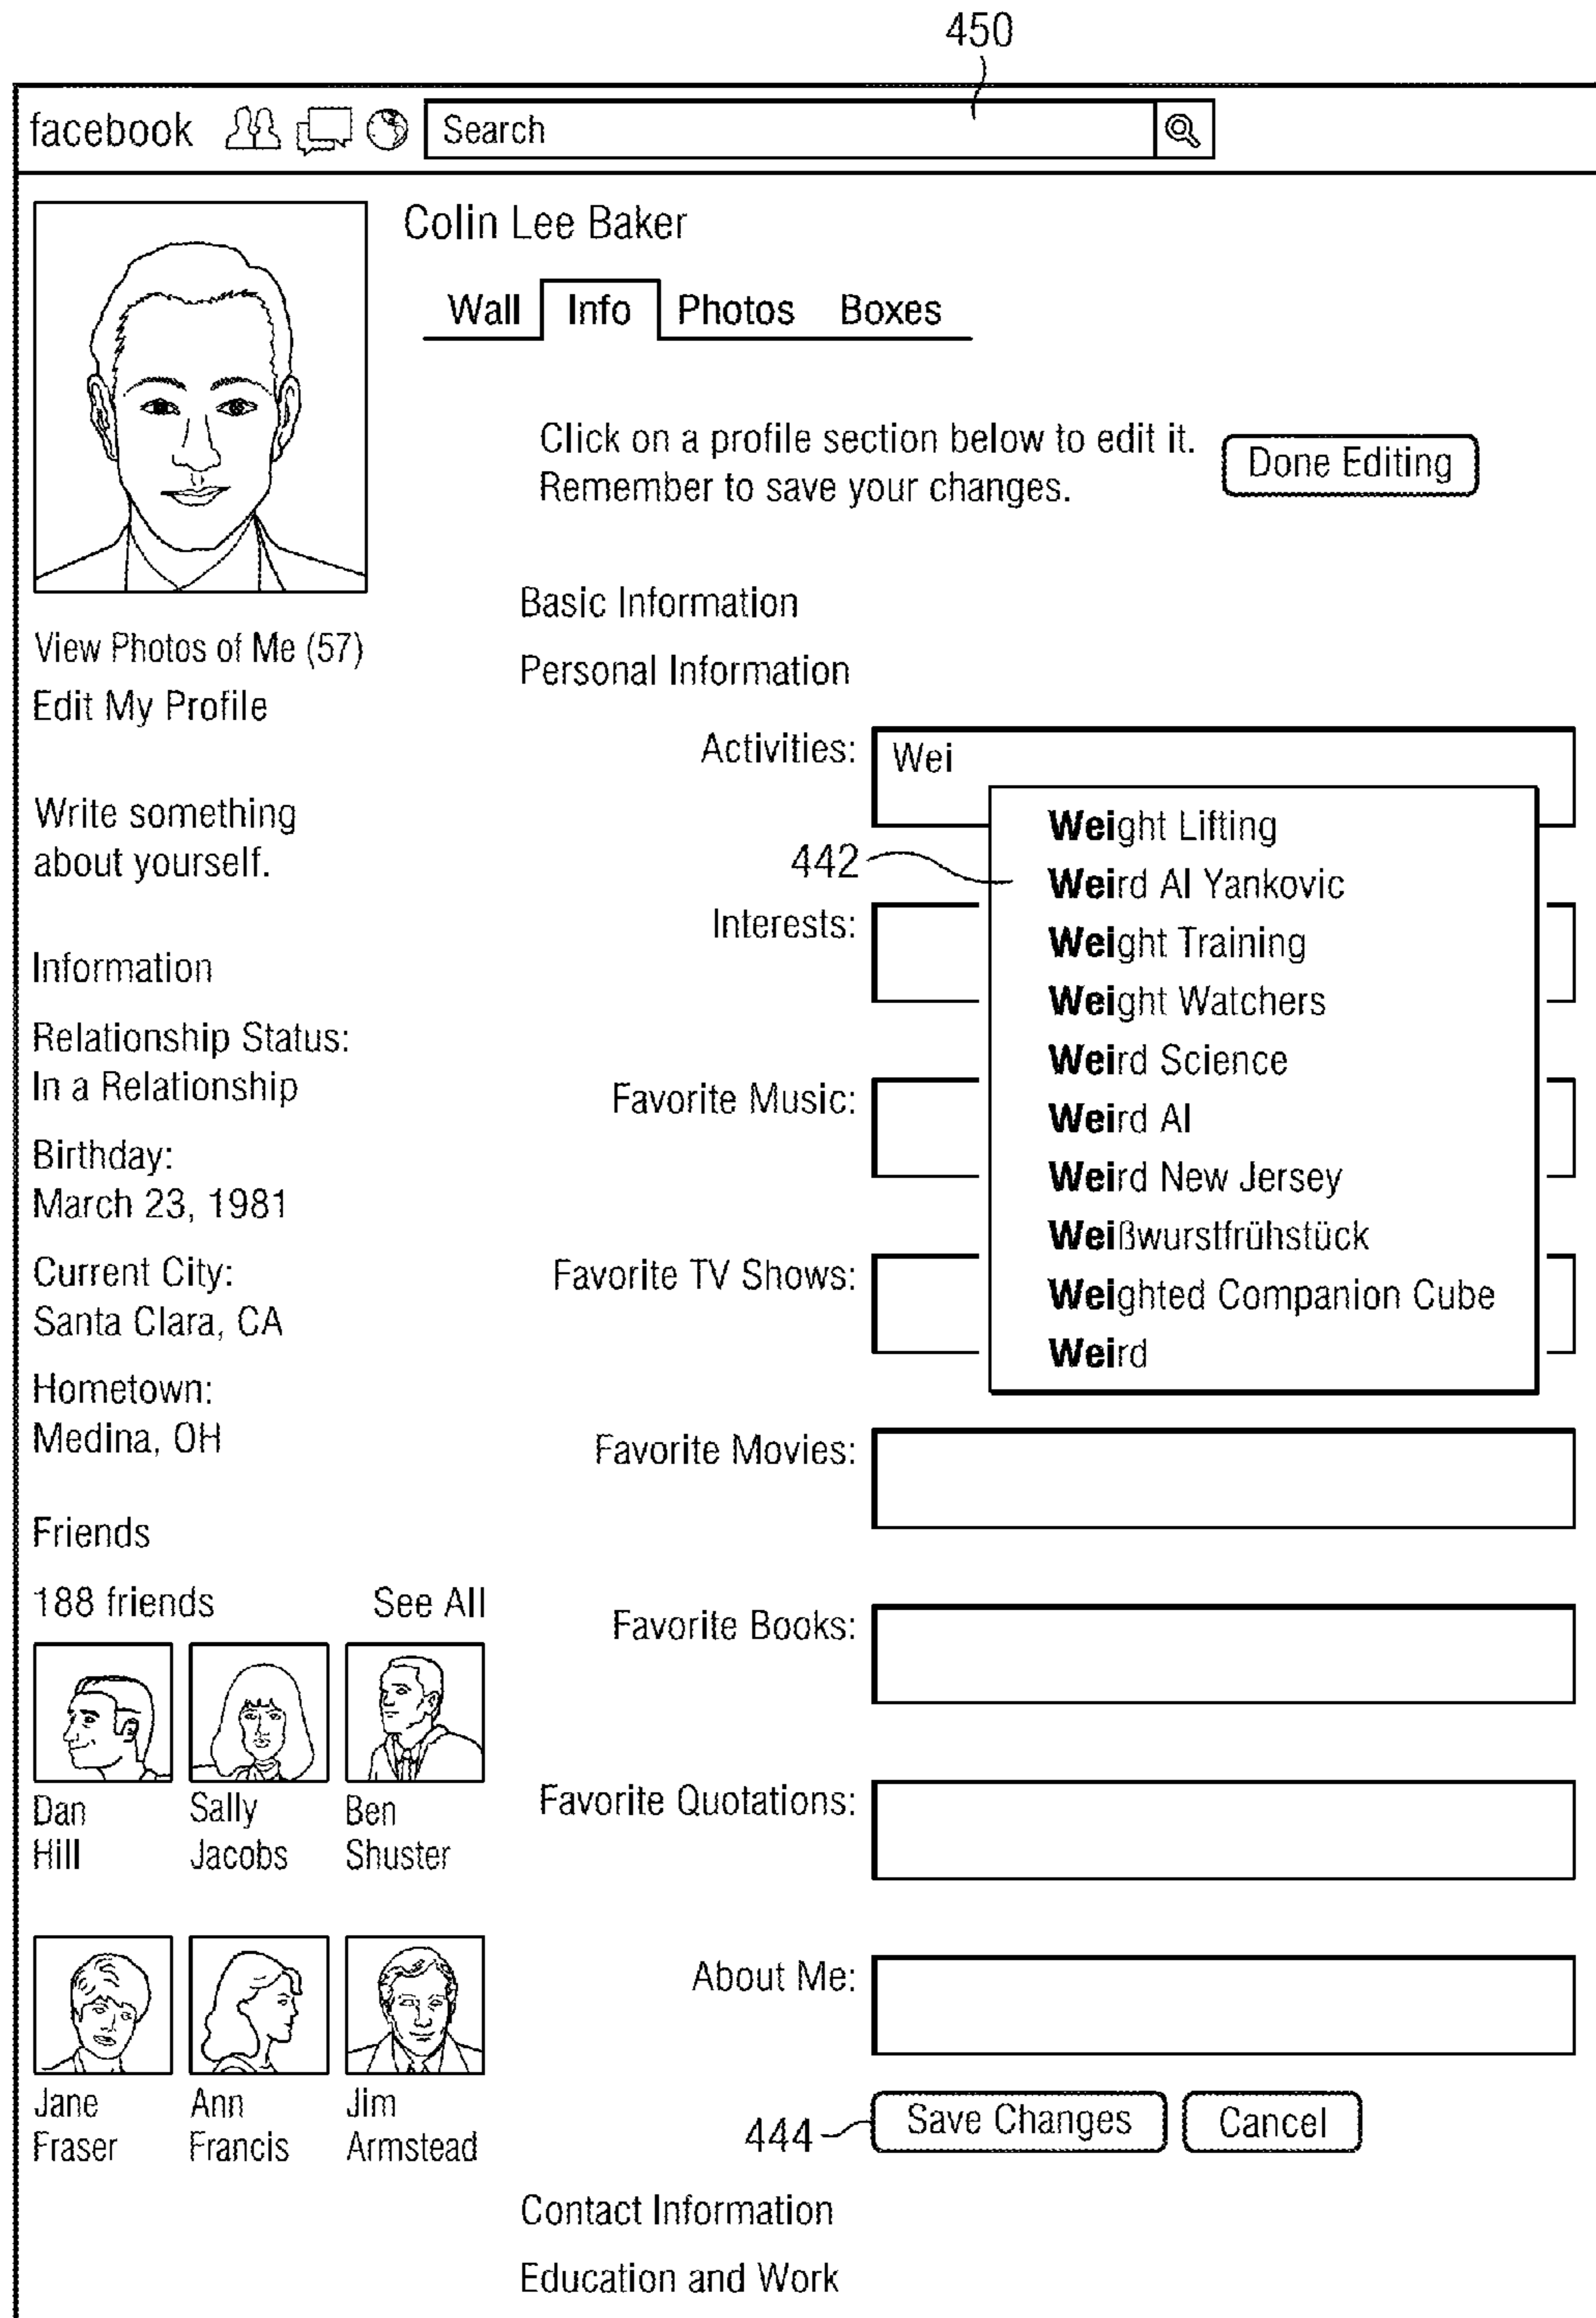 450
facebook Search
Colin Lee Baker
Wall Info Photos Boxes
Click on a profile section below to edit it.
Remember to save your changes.
Done Editing
View Photos of Me (57)
Edit My Profile
Write something
about yourself.
Information
Relationship Status:
In a Relationship
Birthday:
March 23, 1981
Current City:
Santa Clara, CA
Hometown:
Medina, OH
Friends
188 friends See All
Dan
Hill
Sally
Jacobs
Ben
Shuster
Jane
Fraser
Ann
Francis
Jim
Armstead
Basic Information
Personal Information
Activities: Wei
442
Weight Lifting
Weird Al Yankovic
Weight Training
Weight Watchers
Weird Science
Weird Al
Weird New Jersey
Weißwurstfrühstück
Weighted Companion Cube
Weird
Interests:
Favorite Music:
Favorite TV Shows:
Favorite Movies:
Favorite Books:
Favorite Quotations:
About Me:
444 Save Changes Cancel
Contact Information
Education and Work